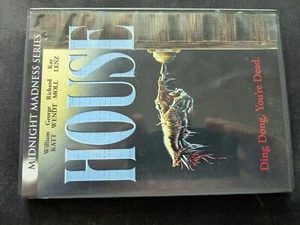 MIDNIGHT MADNESS SERIES
William George Richard Kay
KATT WENDT MOLL LENZ
HOUSE
Ding Dong, You're Dead.